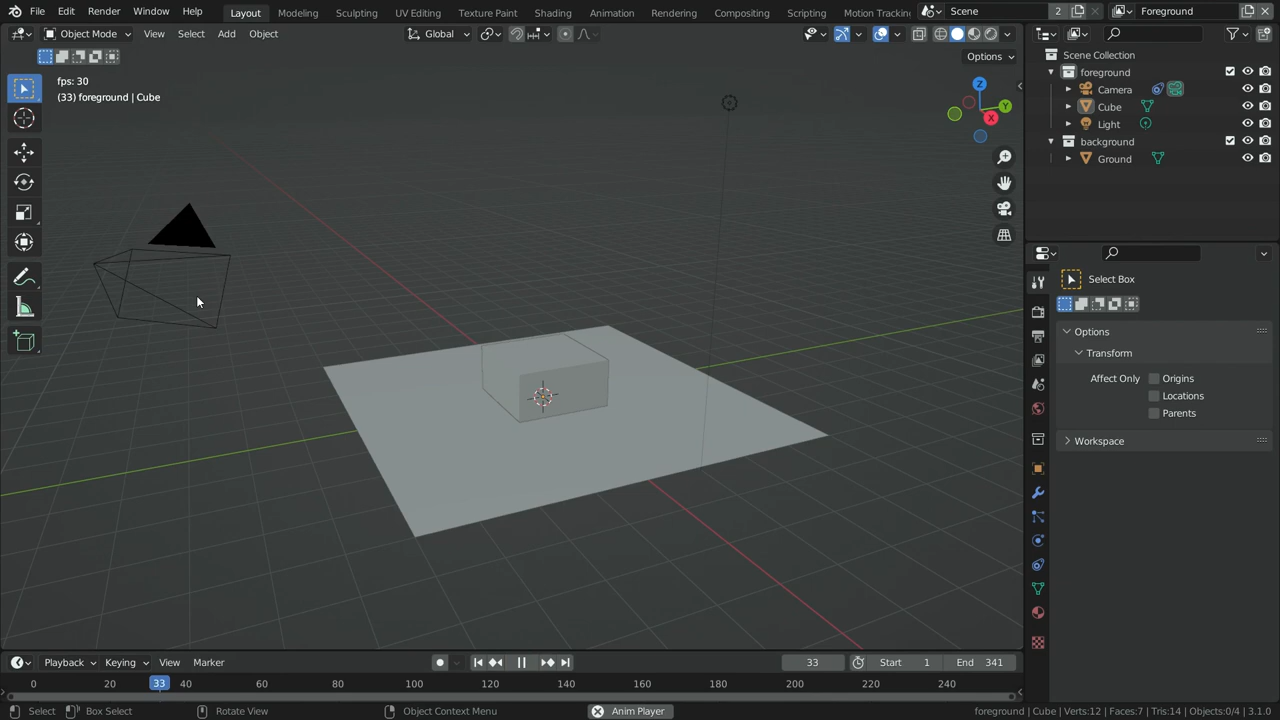 File Edit Render Window Help Layout Modeling Sculpting UV Editing Texture Paint Shading Animation Rendering Compositing Scripting Motion Tracking Scene 2 Foreground
Object Mode View Select Add Object Global
Options
fps: 30
(33) foreground | Cube
Z
Y
X
Scene Collection
foreground
Camera
Cube
Light
background
Ground
Select Box
Options
Transform
Affect Only Origins
Locations
Parents
Workspace
Playback Keying View Marker 33 Start 1 End 341
0 20 33 40 60 80 100 120 140 160 180 200 220 240
Select Box Select Rotate View Object Context Menu Anim Player foreground | Cube | Verts:12 | Faces:7 | Tris:14 | Objects:0/4 | 3.1.0